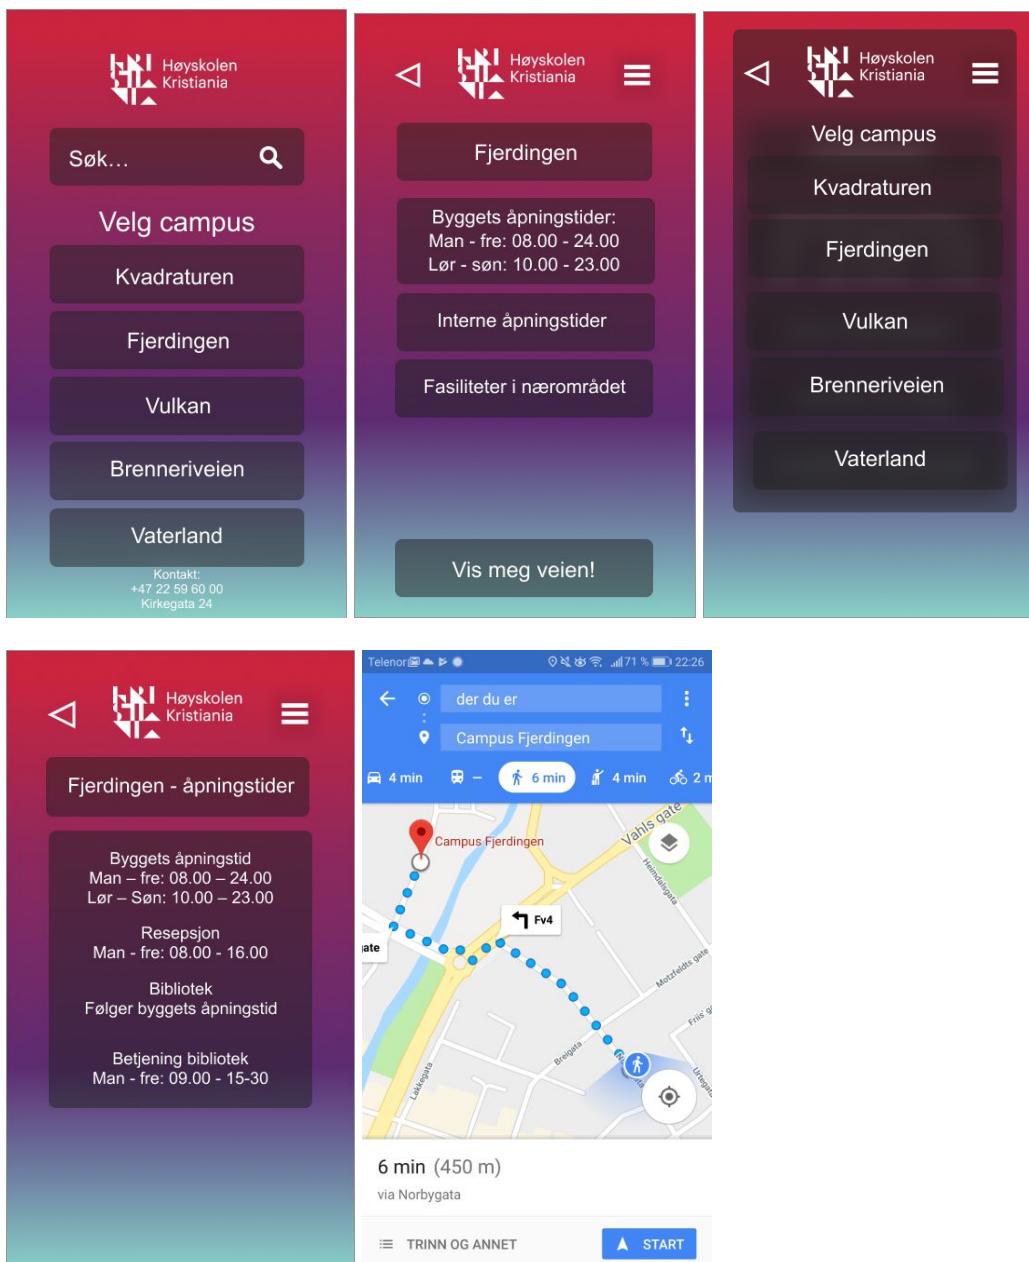 Høyskolen
Kristiania
Søk...
Velg campus
Kvadraturen
Fjerdingen
Vulkan
Brenneriveien
Vaterland
Kontakt:
+47 22 59 60 00
Kirkegata 24
Høyskolen
Kristiania
Fjerdingen
Byggets åpningstider:
Man - fre: 08.00 - 24.00
Lør - søn: 10.00 - 23.00
Interne åpningstider
Fasiliteter i nærområdet
Vis meg veien!
Høyskolen
Kristiania
Velg campus
Kvadraturen
Fjerdingen
Vulkan
Brenneriveien
Vaterland
Høyskolen
Kristiania
Fjerdingen - åpningstider
Byggets åpningstid
Man – fre: 08.00 – 24.00
Lør – Søn: 10.00 – 23.00
Resepsjon
Man - fre: 08.00 - 16.00
Bibliotek
Følger byggets åpningstid
Betjening bibliotek
Man - fre: 09.00 - 15-30
Telenor 71 % 22:26
der du er
Campus Fjerdingen
4 min – 6 min 4 min 2 m
Vahls gate
Campus Fjerdingen
Heimdalsgata
Fv4
ate
Motzfeldts gate
Friis' g
Breigata
Urtegat
Lakkegata
6 min (450 m)
via Norbygata
TRINN OG ANNET
START